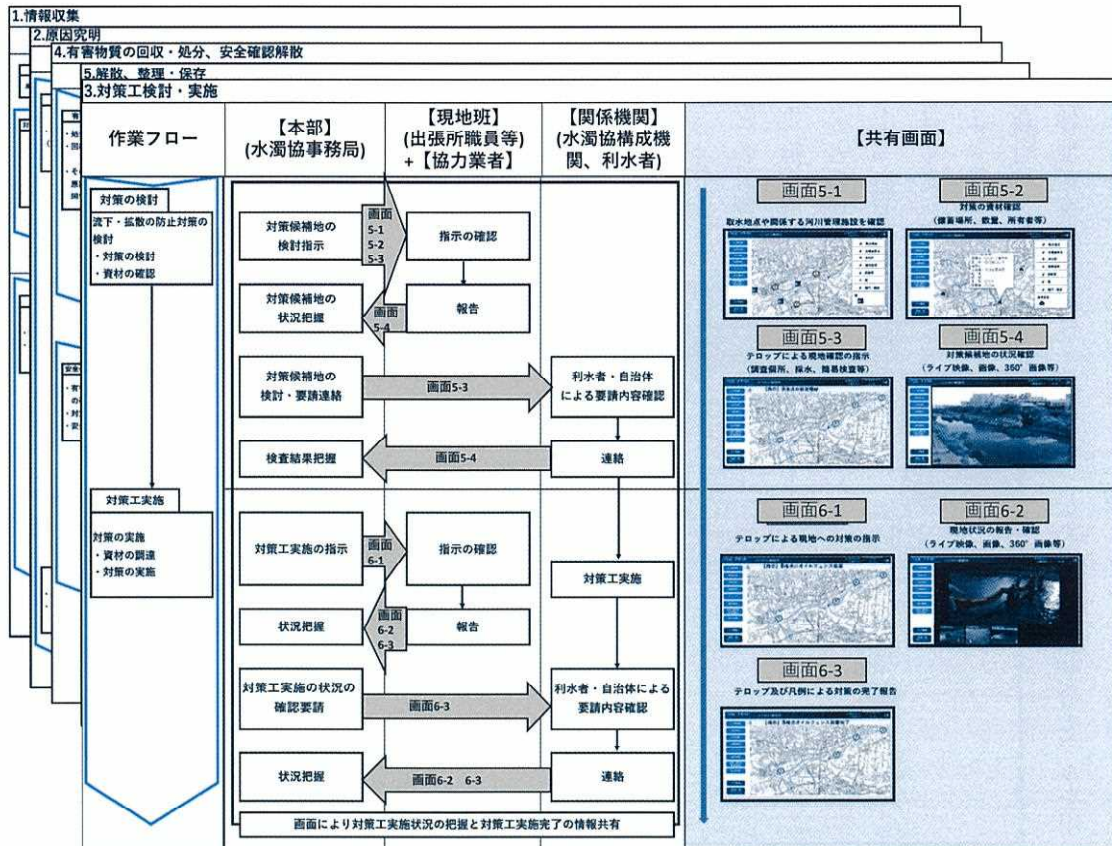 1.情報収集
2.原因究明
4.有害物質の回収・処分、安全確認解散
5.解散、整理・保存
3.対策工検討・実施
作業フロー
【本部】
(水濁協事務局)
【現地班】
(出張所職員等)
+【協力業者】
【関係機関】
(水濁協構成機
関、利水者)
【共有画面】
対策の検討
流下・拡散の防止対策の
検討
・対策の検討
・資材の確認
対策工実施
対策の実施
・資材の調達
・対策の実施
対策候補地の
検討指示
画面
5-1
5-2
5-3
指示の確認
対策候補地の
状況把握
画面
5-4
報告
対策候補地の
検討・要請連絡
画面5-3
利水者・自治体
による要請内容確認
検査結果把握
画面5-4
連絡
対策工実施の指示
画面
6-1
指示の確認
対策工実施
状況把握
画面
6-2
6-3
報告
対策工実施の状況の
確認要請
画面6-3
利水者・自治体による
要請内容確認
状況把握
画面6-2 6-3
連絡
画面により対策工実施状況の把握と対策工実施完了の情報共有
画面5-1
取水地点や関係する河川管理施設を確認
画面5-2
対策の資材確認
(備蓄場所、数量、所有者等)
画面5-3
テロップによる現地確認の指示
(調査個所、採水、簡易検査等)
画面5-4
対策候補地の状況確認
(ライブ映像、画像、360°画像等)
画面6-1
テロップによる現地への対策の指示
画面6-2
現地状況の報告・確認
(ライブ映像、画像、360°画像等)
画面6-3
テロップ及び凡例による対策の完了報告